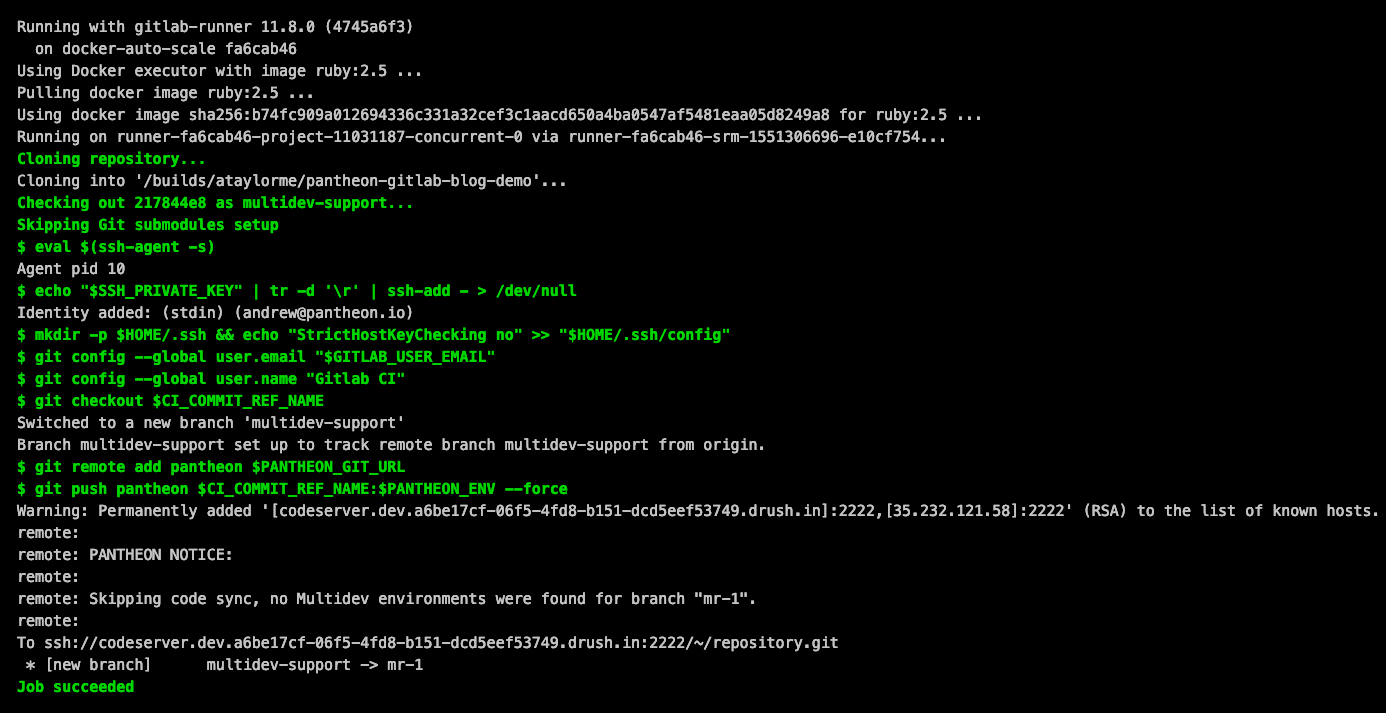 Running with gitlab-runner 11.8.0 (4745a6f3)
  on docker-auto-scale fa6cab46
Using Docker executor with image ruby:2.5 ...
Pulling docker image ruby:2.5 ...
Using docker image sha256:b74fc909a012694336c331a32cef3c1aacd650a4ba0547af5481eaa05d8249a8 for ruby:2.5 ...
Running on runner-fa6cab46-project-11031187-concurrent-0 via runner-fa6cab46-srm-1551306696-e10cf754...
Cloning repository...
Cloning into '/builds/ataylorme/pantheon-gitlab-blog-demo'...
Checking out 217844e8 as multidev-support...
Skipping Git submodules setup
$ eval $(ssh-agent -s)
Agent pid 10
$ echo "$SSH_PRIVATE_KEY" | tr -d '\r' | ssh-add - > /dev/null
Identity added: (stdin) (andrew@pantheon.io)
$ mkdir -p $HOME/.ssh && echo "StrictHostKeyChecking no" >> "$HOME/.ssh/config"
$ git config --global user.email "$GITLAB_USER_EMAIL"
$ git config --global user.name "Gitlab CI"
$ git checkout $CI_COMMIT_REF_NAME
Switched to a new branch 'multidev-support'
Branch multidev-support set up to track remote branch multidev-support from origin.
$ git remote add pantheon $PANTHEON_GIT_URL
$ git push pantheon $CI_COMMIT_REF_NAME:$PANTHEON_ENV --force
Warning: Permanently added '[codeserver.dev.a6be17cf-06f5-4fd8-b151-dcd5eef53749.drush.in]:2222,[35.232.121.58]:2222' (RSA) to the list of known hosts.
remote:
remote: PANTHEON NOTICE:
remote:
remote: Skipping code sync, no Multidev environments were found for branch "mr-1".
remote:
To ssh://codeserver.dev.a6be17cf-06f5-4fd8-b151-dcd5eef53749.drush.in:2222/~/repository.git
 * [new branch]      multidev-support -> mr-1
Job succeeded